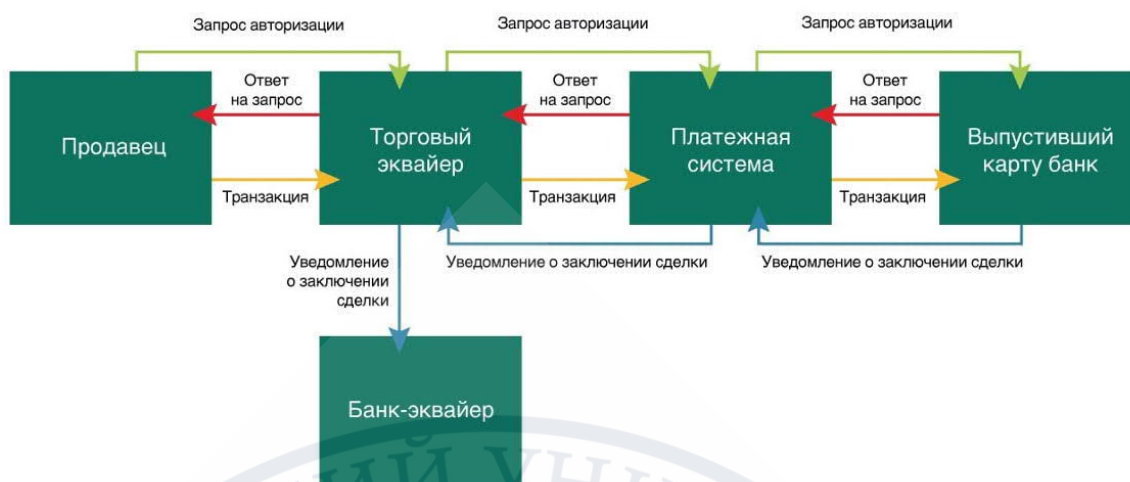 Запрос авторизации
Запрос авторизации
Запрос авторизации
Ответ
на запрос
Ответ
на запрос
Ответ
на запрос
Продавец
Торговый
эквайер
Платежная
система
Выпустивший
карту банк
Транзакция
Транзакция
Транзакция
Уведомление
о заключении
сделки
Уведомление о заключении сделки
Уведомление о заключении сделки
Банк-эквайер